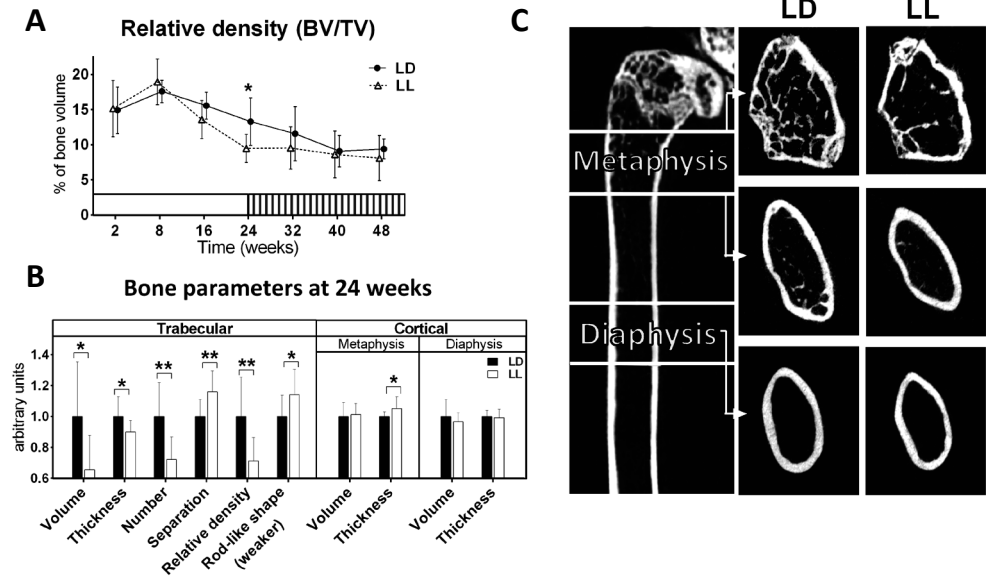 A
Relative density (BV/TV)
% of bone volume
20
15
10
5
0
*
LD
LL
2 8 16 24 32 40 48
Time (weeks)
B
Bone parameters at 24 weeks
Trabecular Cortical
Metaphysis Diaphysis
arbitrary units
1.4
1.2
1.0
0.8
0.6
* * ** ** ** * *
LD
LL
Volume
Thickness
Number
Separation
Relative density
Rod-like shape
(weaker)
Volume
Thickness
Volume
Thickness
C
LD LL
Metaphysis
Diaphysis